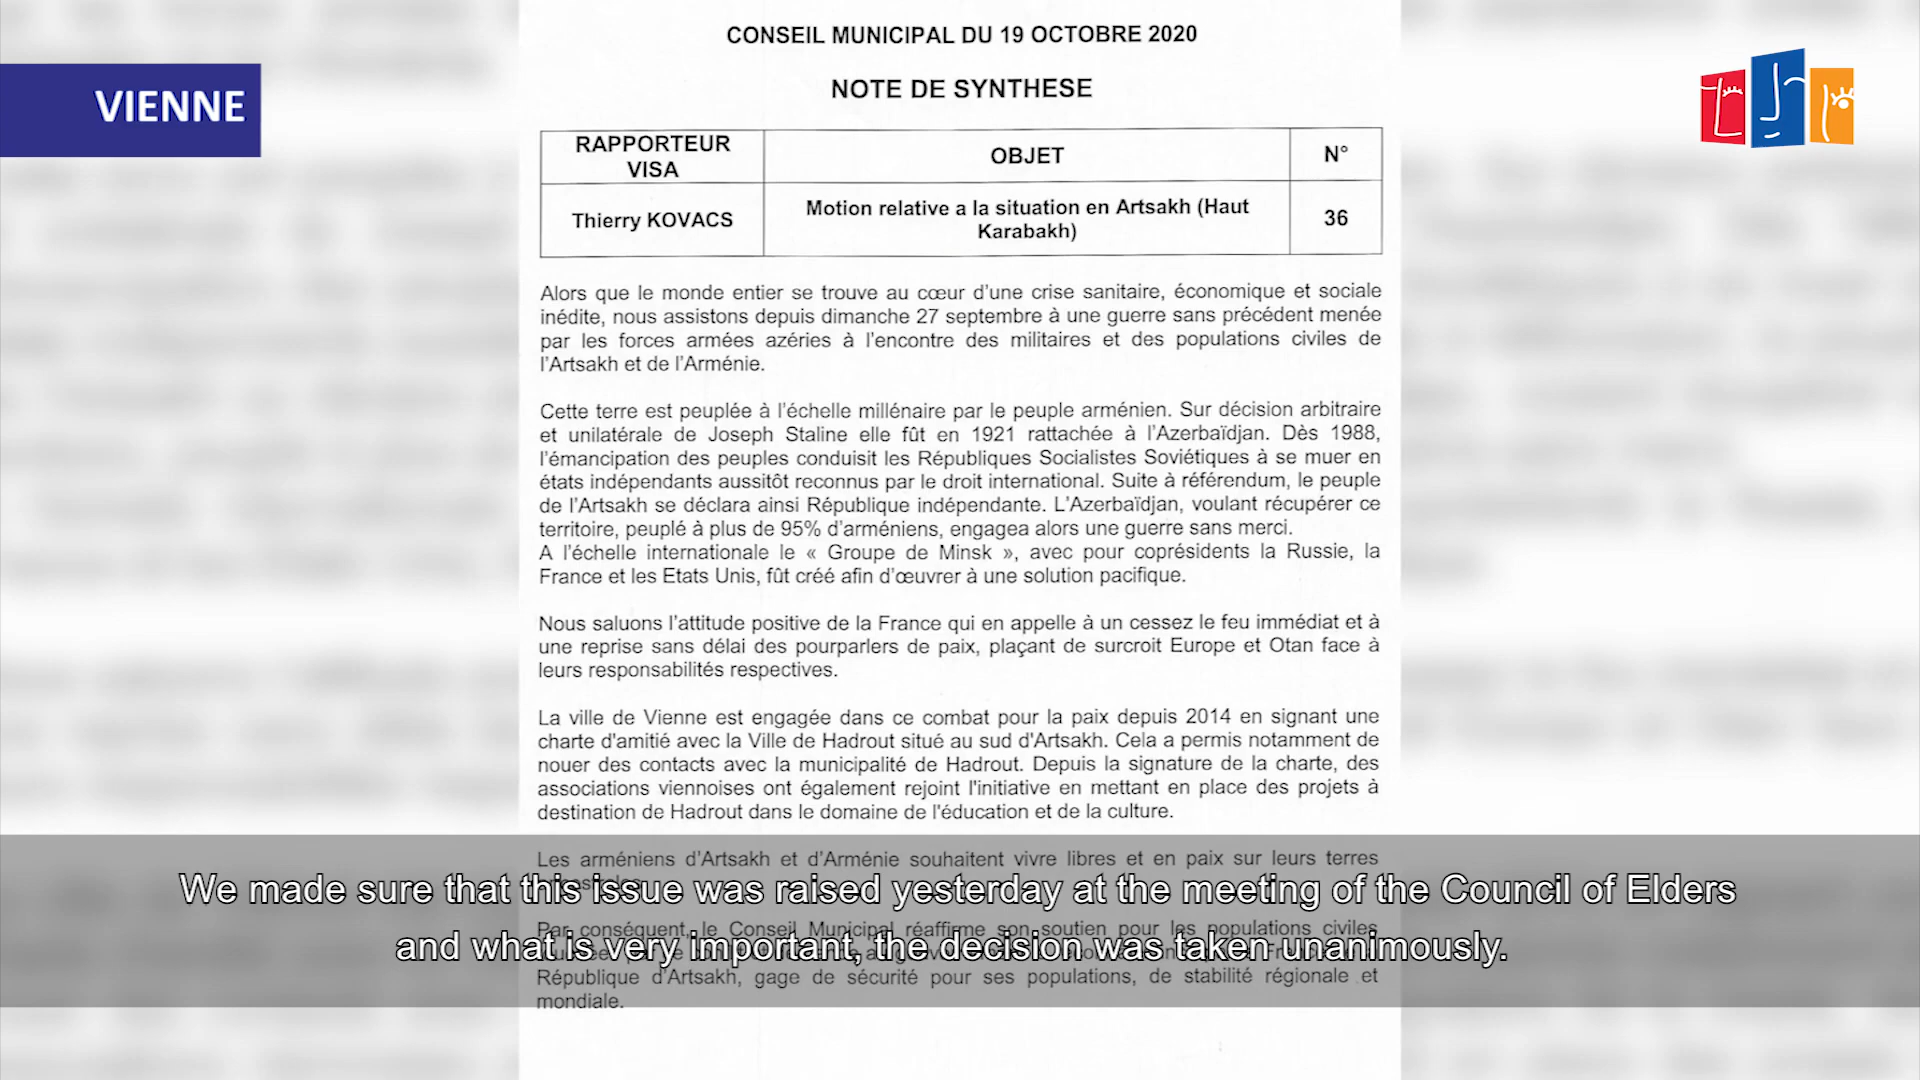 CONSEIL MUNICIPAL DU 19 OCTOBRE 2020
VIENNE
NOTE DE SYNTHESE
RAPPORTEUR
VISA
OBJET
N°
Thierry KOVACS
Motion relative a la situation en Artsakh (Haut
Karabakh)
36
Alors que le monde entier se trouve au cœur d'une crise sanitaire, économique et sociale
inédite, nous assistons depuis dimanche 27 septembre à une guerre sans précédent menée
par les forces armées azéries à l'encontre des militaires et des populations civiles de
l'Artsakh et de l'Arménie.
Cette terre est peuplée à l'échelle millénaire par le peuple arménien. Sur décision arbitraire
et unilatérale de Joseph Staline elle fût en 1921 rattachée à l'Azerbaïdjan. Dès 1988,
l'émancipation des peuples conduisit les Républiques Socialistes Soviétiques à se muer en
états indépendants aussitôt reconnus par le droit international. Suite à référendum, le peuple
de l'Artsakh se déclara ainsi République indépendante. L'Azerbaïdjan, voulant récupérer ce
territoire, peuplé à plus de 95% d'arméniens, engagea alors une guerre sans merci.
A l'échelle internationale le « Groupe de Minsk », avec pour coprésidents la Russie, la
France et les Etats Unis, fût créé afin d'œuvrer à une solution pacifique.
Nous saluons l'attitude positive de la France qui en appelle à un cessez le feu immédiat et à
une reprise sans délai des pourparlers de paix, plaçant de surcroit Europe et Otan face à
leurs responsabilités respectives.
La ville de Vienne est engagée dans ce combat pour la paix depuis 2014 en signant une
charte d'amitié avec la Ville de Hadrout situé au sud d'Artsakh. Cela a permis notamment de
nouer des contacts avec la municipalité de Hadrout. Depuis la signature de la charte, des
associations viennoises ont également rejoint l'initiative en mettant en place des projets à
destination de Hadrout dans le domaine de l'éducation et de la culture.
Les arméniens d'Artsakh et d'Arménie souhaitent vivre libres et en paix sur leurs terres
We made sure that this issue was raised yesterday at the meeting of the Council of Elders
Par conséquent, le Conseil Municipal réaffirme son soutien pour les populations civiles
and what is very important, the decision was taken unanimously.
République d'Artsakh, gage de sécurité pour ses populations, de stabilité régionale et
mondiale.